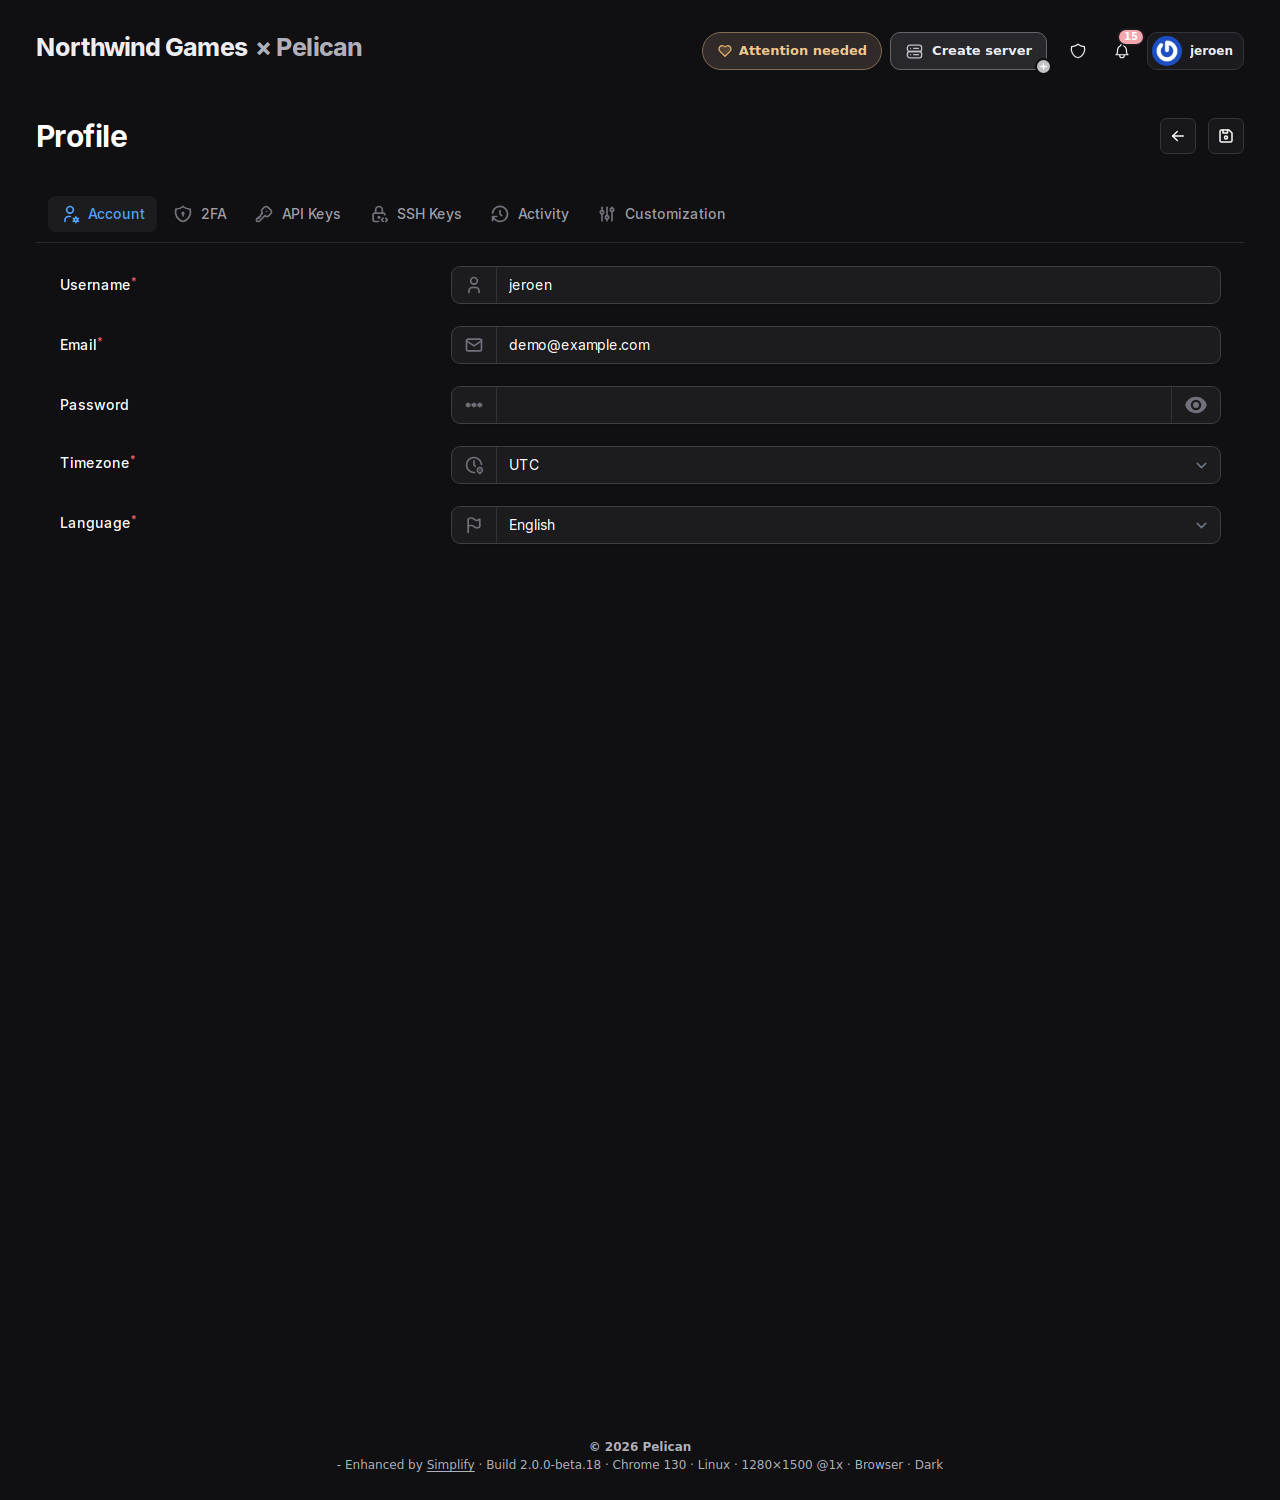 Northwind Games × Pelican
Attention needed
Create server
15
jeroen
Profile
Account
2FA
API Keys
SSH Keys
Activity
Customization
Username*
jeroen
Email*
demo@example.com
Password
Timezone*
UTC
Language*
English
© 2026 Pelican
- Enhanced by Simplify · Build 2.0.0-beta.18 · Chrome 130 · Linux · 1280×1500 @1x · Browser · Dark